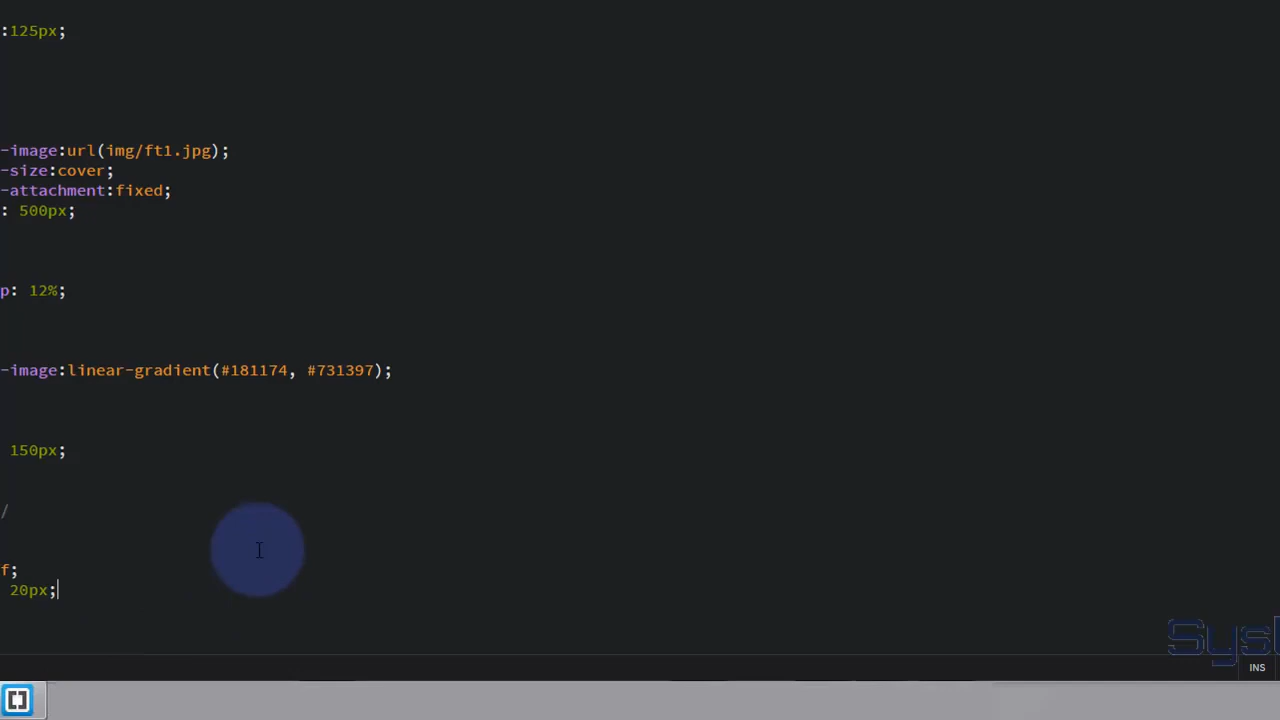 :125px;
-image:url(img/ft1.jpg);
-size:cover;
-attachment:fixed;
: 500px;
p: 12%;
-image:linear-gradient(#181174, #731397);
150px;
/
f;
20px;
Syst
INS